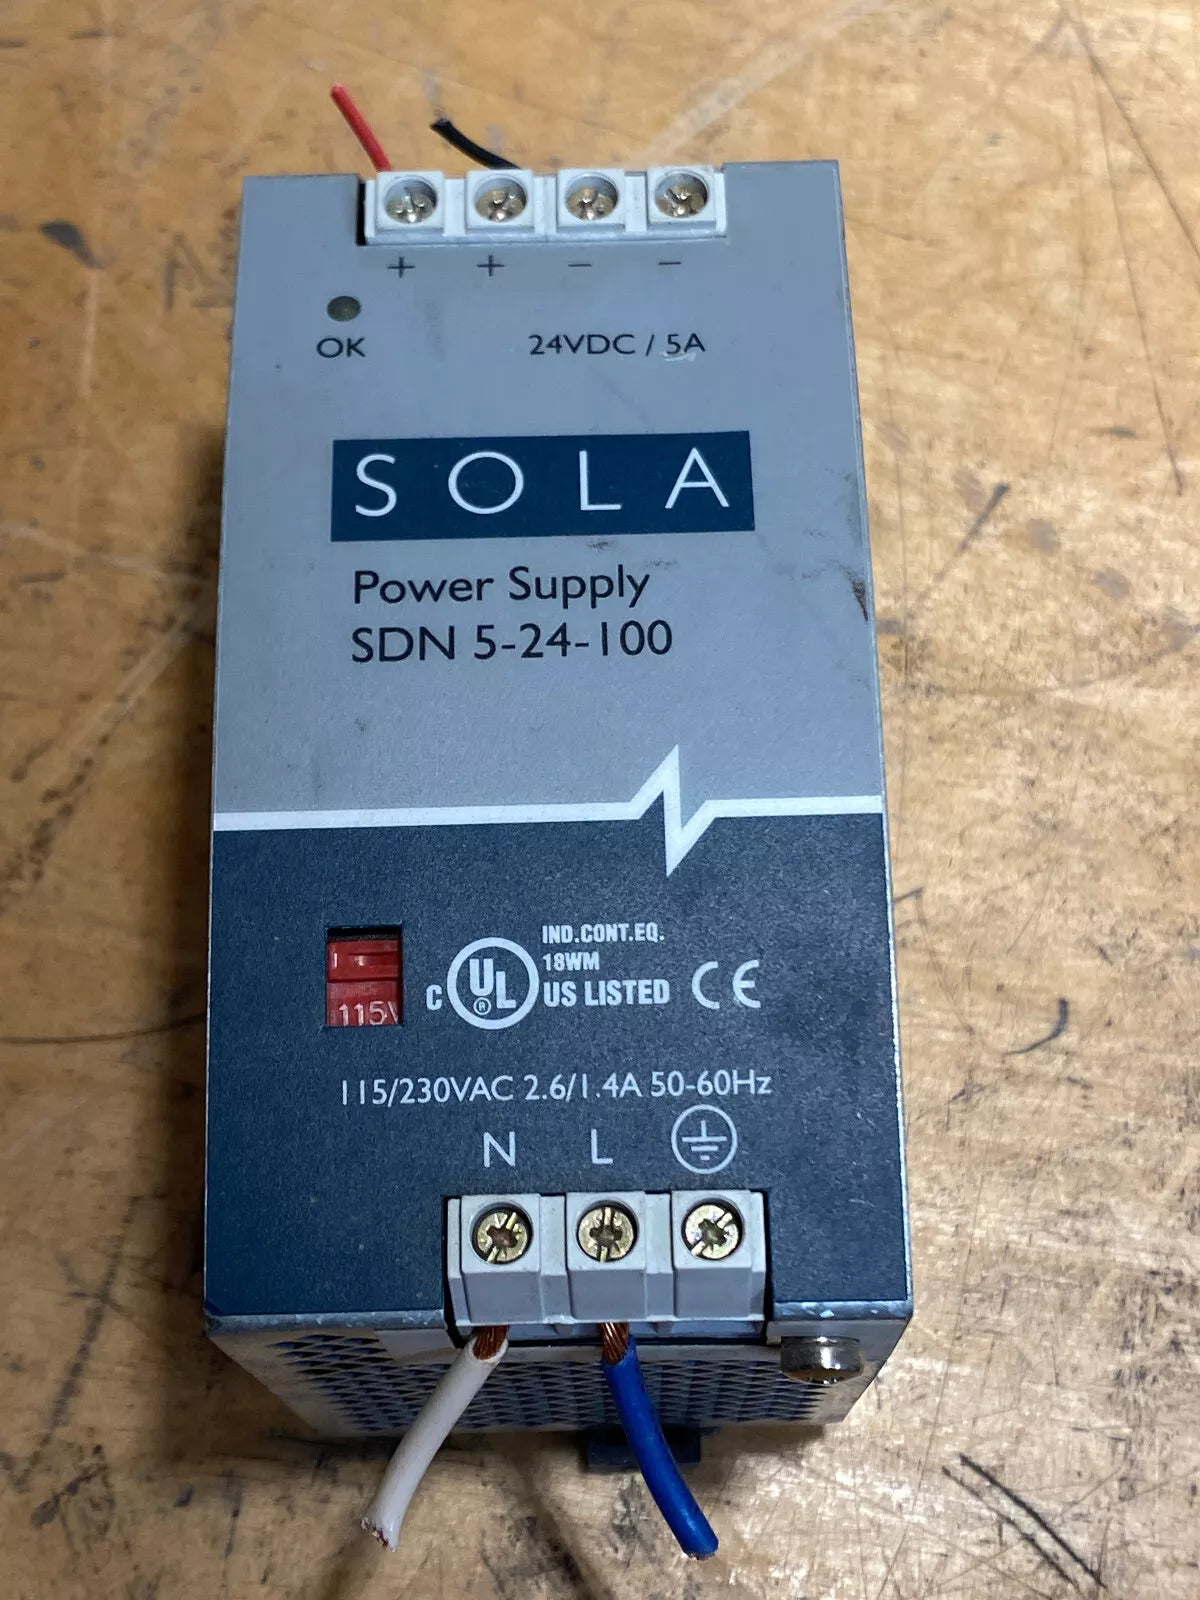 + + - -
OK
24VDC / 5A
SOLA
Power Supply
SDN 5-24-100
115V
IND.CONT.EQ.
18WM
C UL US LISTED CE
®
115/230VAC 2.6/1.4A 50-60Hz
N L